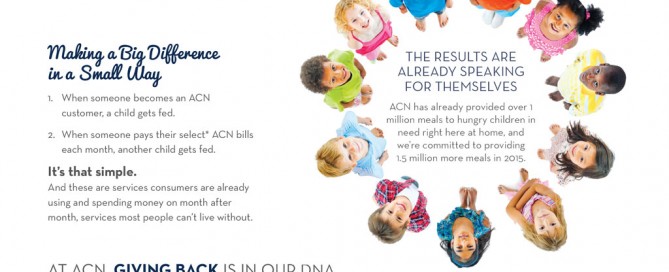 Making a Big Difference
in a Small Way
1. When someone becomes an ACN
customer, a child gets fed.
2. When someone pays their select* ACN bills
each month, another child gets fed.
It's that simple.
And these are services consumers are already
using and spending money on month after
month, services most people can't live without.
THE RESULTS ARE
ALREADY SPEAKING
FOR THEMSELVES
ACN has already provided over 1
million meals to hungry children in
need right here at home, and
we're committed to providing
1.5 million more meals in 2015.
AT ACN, GIVING BACK IS IN OUR DNA